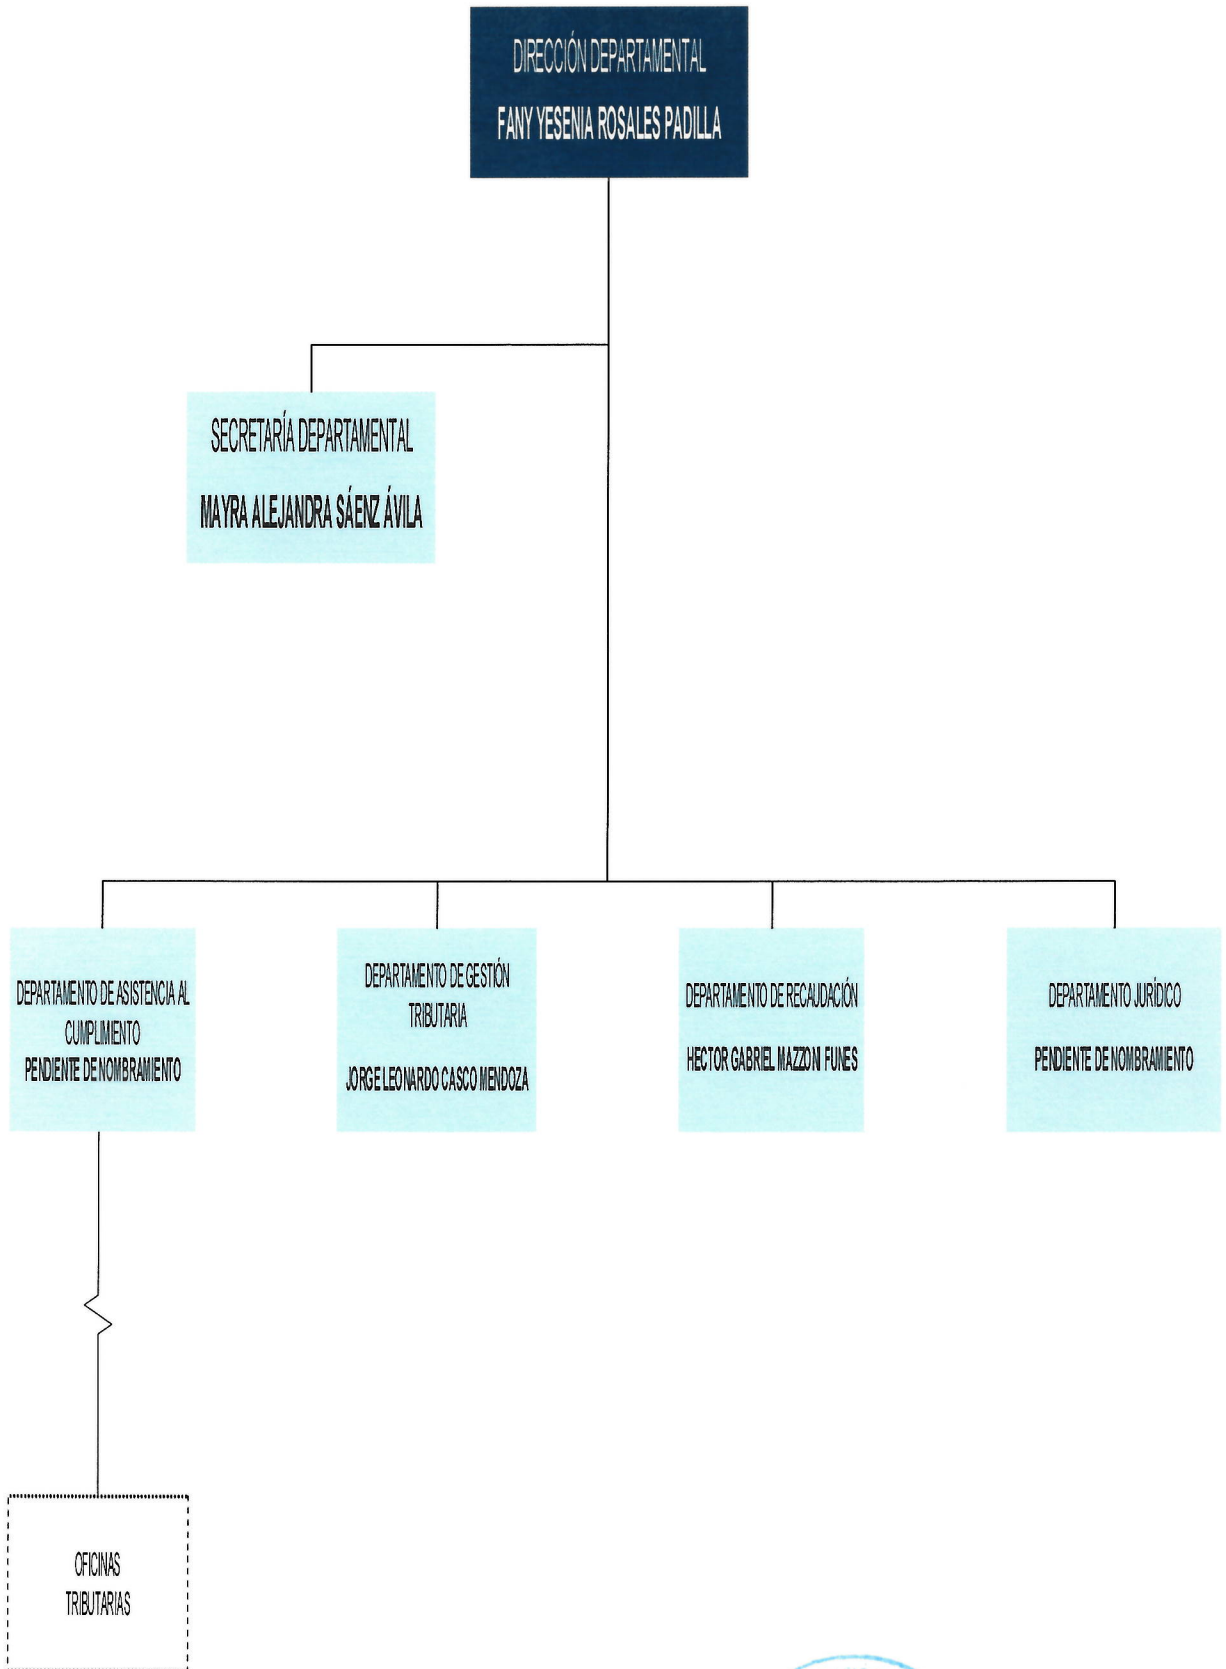 DIRECCIÓN DEPARTAMENTAL
FANY YESENIA ROSALES PADILLA
SECRETARÍA DEPARTAMENTAL
MAYRA ALEJANDRA SÁENZ ÁVILA
DEPARTAMENTO DE ASISTENCIA AL
CUMPLIMIENTO
PENDIENTE DE NOMBRAMIENTO
DEPARTAMENTO DE GESTIÓN
TRIBUTARIA
JORGE LEONARDO CASCO MENDOZA
DEPARTAMENTO DE RECAUDACIÓN
HECTOR GABRIEL MAZZONI FUNES
DEPARTAMENTO JURÍDICO
PENDIENTE DE NOMBRAMIENTO
OFICINAS
TRIBUTARIAS